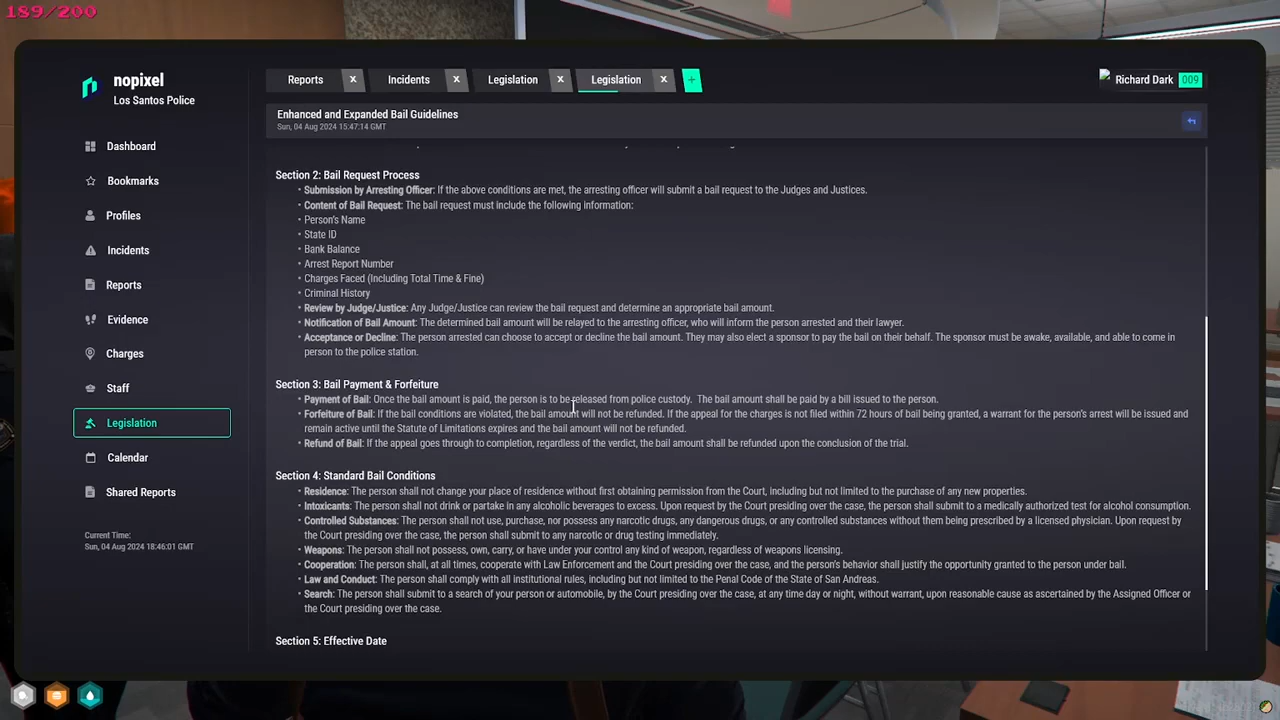 189/200
nopixel
Los Santos Police
Reports x
Incidents x
Legislation x
Legislation x
+
Richard Dark 009
Enhanced and Expanded Bail Guidelines
Sun, 04 Aug 2024 15:47:14 GMT
Dashboard
Bookmarks
Profiles
Incidents
Reports
Evidence
Charges
Staff
Legislation
Calendar
Shared Reports
Current Time:
Sun, 04 Aug 2024 18:46:01 GMT
Section 2: Bail Request Process
• Submission by Arresting Officer: If the above conditions are met, the arresting officer will submit a bail request to the Judges and Justices.
• Content of Bail Request: The bail request must include the following information:
• Person's Name
• State ID
• Bank Balance
• Arrest Report Number
• Charges Faced (Including Total Time & Fine)
• Criminal History
• Review by Judge/Justice: Any Judge/Justice can review the bail request and determine an appropriate bail amount.
• Notification of Bail Amount: The determined bail amount will be relayed to the arresting officer, who will inform the person arrested and their lawyer.
• Acceptance or Decline: The person arrested can choose to accept or decline the bail amount. They may also elect a sponsor to pay the bail on their behalf. The sponsor must be awake, available, and able to come in
person to the police station.
Section 3: Bail Payment & Forfeiture
• Payment of Bail: Once the bail amount is paid, the person is to be released from police custody. The bail amount shall be paid by a bill issued to the person.
• Forfeiture of Bail: If the bail conditions are violated, the bail amount will not be refunded. If the appeal for the charges is not filed within 72 hours of bail being granted, a warrant for the person's arrest will be issued and
remain active until the Statute of Limitations expires and the bail amount will not be refunded.
• Refund of Bail: If the appeal goes through to completion, regardless of the verdict, the bail amount shall be refunded upon the conclusion of the trial.
Section 4: Standard Bail Conditions
• Residence: The person shall not change your place of residence without first obtaining permission from the Court, including but not limited to the purchase of any new properties.
• Intoxicants: The person shall not drink or partake in any alcoholic beverages to excess. Upon request by the Court presiding over the case, the person shall submit to a medically authorized test for alcohol consumption.
• Controlled Substances: The person shall not use, purchase, nor possess any narcotic drugs, any dangerous drugs, or any controlled substances without them being prescribed by a licensed physician. Upon request by
the Court presiding over the case, the person shall submit to any narcotic or drug testing immediately.
• Weapons: The person shall not possess, own, carry, or have under your control any kind of weapon, regardless of weapons licensing.
• Cooperation: The person shall, at all times, cooperate with Law Enforcement and the Court presiding over the case, and the person's behavior shall justify the opportunity granted to the person under bail.
• Law and Conduct: The person shall comply with all institutional rules, including but not limited to the Penal Code of the State of San Andreas.
• Search: The person shall submit to a search of your person or automobile, by the Court presiding over the case, at any time day or night, without warrant, upon reasonable cause as ascertained by the Assigned Officer or
the Court presiding over the case.
Section 5: Effective Date